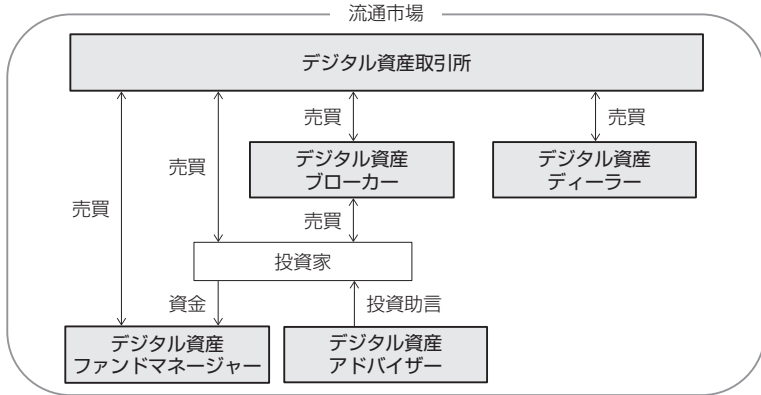 流通市場
デジタル資産取引所
売買
売買
売買
デジタル資産
ブローカー
デジタル資産
ディーラー
売買
売買
投資家
資金
投資助言
デジタル資産
ファンドマネージャー
デジタル資産
アドバイザー